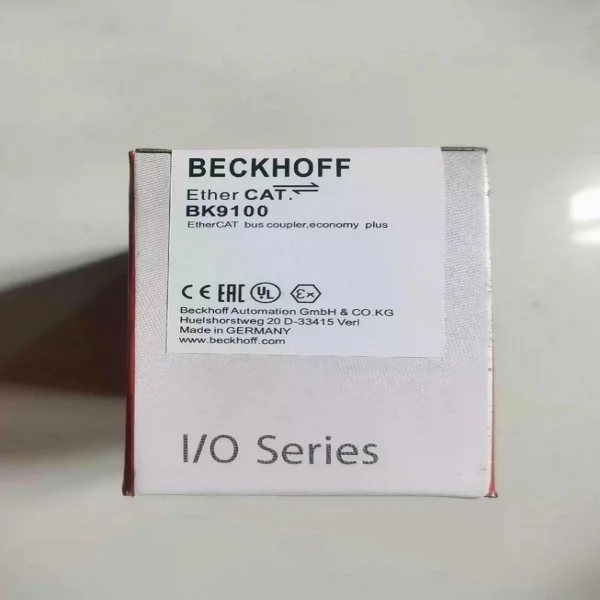 BECKHOFF
Ether CAT.
BK9100
EtherCAT bus coupler,economy plus
CE EAC UL Ex
Beckhoff Automation GmbH & CO.KG
Huelshorstweg 20 D-33415 Verl
Made in GERMANY
www.beckhoff.com
I/O Series